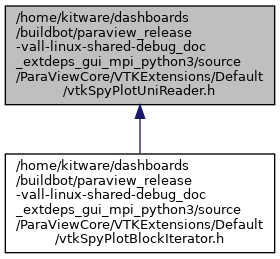 /home/kitware/dashboards
/buildbot/paraview_release
-vall-linux-shared-debug_doc
_extdeps_gui_mpi_python3/source
/ParaViewCore/VTKExtensions/Default
/vtkSpyPlotUniReader.h
/home/kitware/dashboards
/buildbot/paraview_release
-vall-linux-shared-debug_doc
_extdeps_gui_mpi_python3/source
/ParaViewCore/VTKExtensions/Default
/vtkSpyPlotBlockIterator.h